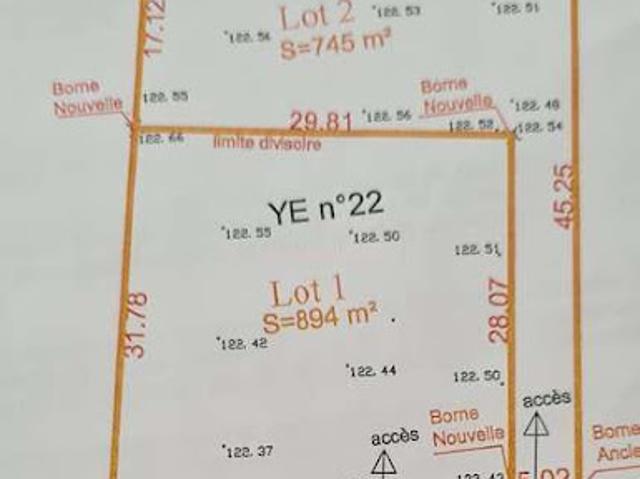 17.12
Lot 2
S=745 m²
122.53
122.51
122.56
Borne
Nouvelle
122.55
122.66
29.81
122.56
limite divisoire
Borne
Nouvelle
122.48
122.52
122.54
45.25
YE n°22
122.55
122.50
122.51
Lot 1
S=894 m²
31.78
28.07
122.42
122.44
122.50
accès
accès
Borne
Nouvelle
Borne
122.37